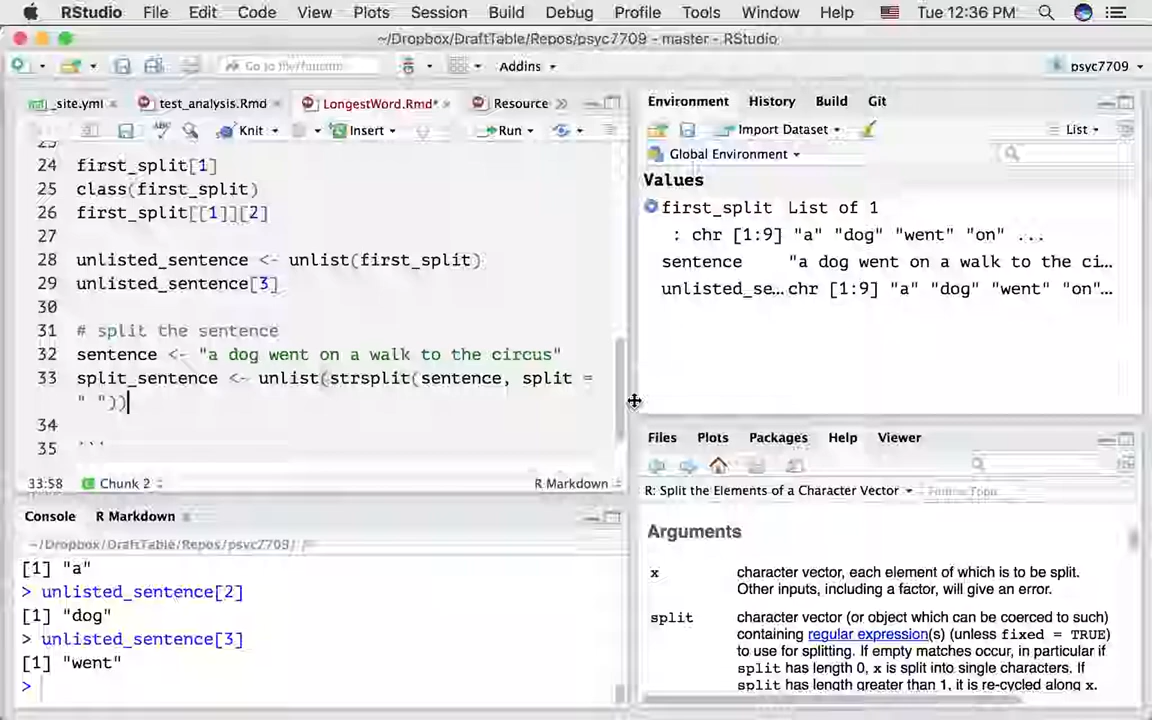 RStudio File Edit Code View Plots Session Build Debug Profile Tools Window Help Tue 12:36 PM
~/Dropbox/DraftTable/Repos/psyc7709 - master - RStudio
Go to file/function Addins psyc7709
_site.yml test_analysis.Rmd LongestWord.Rmd* Resource
Knit Insert Run
24 first_split[1]
25 class(first_split)
26 first_split[[1]][2]
27
28 unlisted_sentence <- unlist(first_split)
29 unlisted_sentence[3]
30
31 # split the sentence
32 sentence <- "a dog went on a walk to the circus"
33 split_sentence <- unlist(strsplit(sentence, split =
" "))
34
35 ```
33:58 Chunk 2 R Markdown
Console R Markdown
~/Dropbox/DraftTable/Repos/psyc7709/
[1] "a"
> unlisted_sentence[2]
[1] "dog"
> unlisted_sentence[3]
[1] "went"
>
Environment History Build Git
Import Dataset List
Global Environment
Values
first_split List of 1
: chr [1:9] "a" "dog" "went" "on" ...
sentence "a dog went on a walk to the ci...
unlisted_se... chr [1:9] "a" "dog" "went" "on"...
Files Plots Packages Help Viewer
R: Split the Elements of a Character Vector
Arguments
x character vector, each element of which is to be split.
Other inputs, including a factor, will give an error.
split character vector (or object which can be coerced to such)
containing regular expression(s) (unless fixed = TRUE)
to use for splitting. If empty matches occur, in particular if
split has length 0, x is split into single characters. If
split has length greater than 1, it is re-cycled along x.